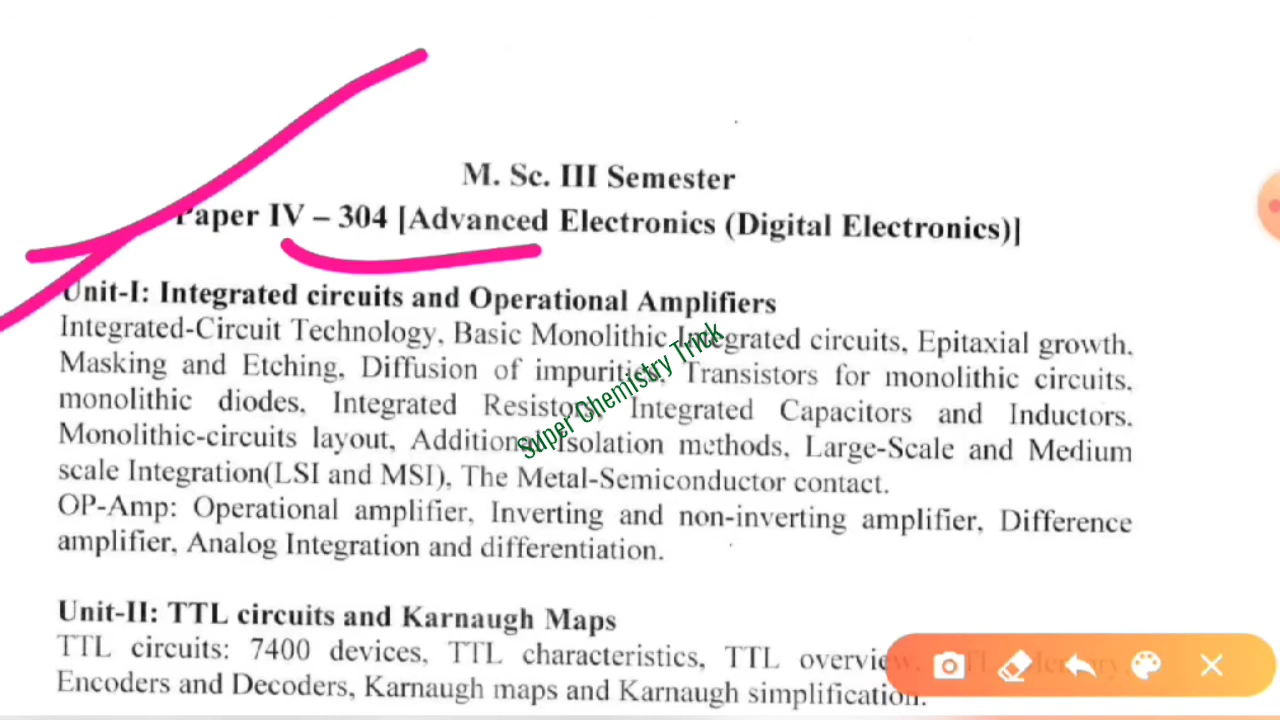 M. Sc. III Semester
Paper IV – 304 [Advanced Electronics (Digital Electronics)]
Unit-I: Integrated circuits and Operational Amplifiers
Integrated-Circuit Technology, Basic Monolithic Integrated circuits, Epitaxial growth,
Masking and Etching, Diffusion of impurities, Transistors for monolithic circuits,
monolithic diodes, Integrated Resistors, Integrated Capacitors and Inductors,
Monolithic-circuits layout, Additional Isolation methods, Large-Scale and Medium
scale Integration(LSI and MSI), The Metal-Semiconductor contact.
OP-Amp: Operational amplifier, Inverting and non-inverting amplifier, Difference
amplifier, Analog Integration and differentiation.
Unit-II: TTL circuits and Karnaugh Maps
TTL circuits: 7400 devices, TTL characteristics, TTL overview,
Encoders and Decoders, Karnaugh maps and Karnaugh simplification.
Super Chemistry Trick